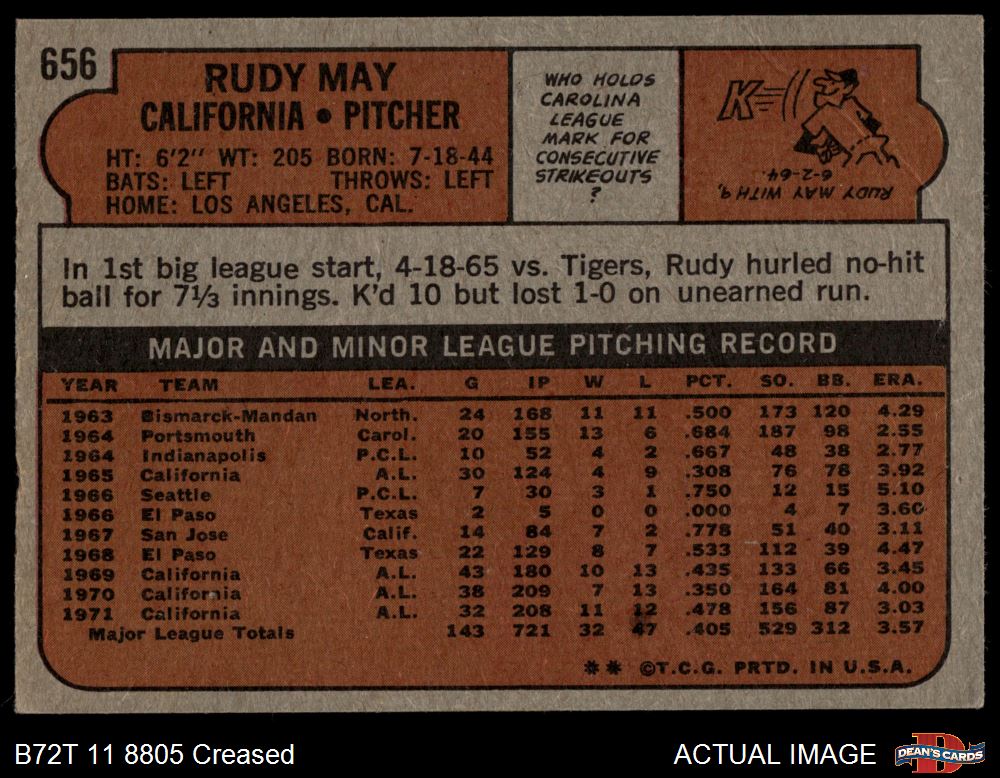 656
RUDY MAY
CALIFORNIA • PITCHER
HT: 6'2" WT: 205 BORN: 7-18-44
BATS: LEFT THROWS: LEFT
HOME: LOS ANGELES, CAL.
WHO HOLDS
CAROLINA
LEAGUE
MARK FOR
CONSECUTIVE
STRIKEOUTS
?
K
RUDY MAY WITH 9,
6-2-64.
In 1st big league start, 4-18-65 vs. Tigers, Rudy hurled no-hit
ball for 7⅓ innings. K'd 10 but lost 1-0 on unearned run.
MAJOR AND MINOR LEAGUE PITCHING RECORD
YEAR TEAM LEA. G IP W L PCT. SO. BB. ERA.
1963 Bismarck-Mandan North. 24 168 11 11 .500 173 120 4.29
1964 Portsmouth Carol. 20 155 13 6 .684 187 98 2.55
1964 Indianapolis P.C.L. 10 52 4 2 .667 48 38 2.77
1965 California A.L. 30 124 4 9 .308 76 78 3.92
1966 Seattle P.C.L. 7 30 3 1 .750 12 15 5.10
1966 El Paso Texas 2 5 0 0 .000 4 7 3.60
1967 San Jose Calif. 14 84 7 2 .778 51 40 3.11
1968 El Paso Texas 22 129 8 7 .533 112 39 4.47
1969 California A.L. 43 180 10 13 .435 133 66 3.45
1970 California A.L. 38 209 7 13 .350 164 81 4.00
1971 California A.L. 32 208 11 12 .478 156 87 3.03
Major League Totals 143 721 32 47 .405 529 312 3.57
** ©T.C.G. PRTD. IN U.S.A.
B72T 11 8805 Creased
ACTUAL IMAGE
DEAN'S CARDS